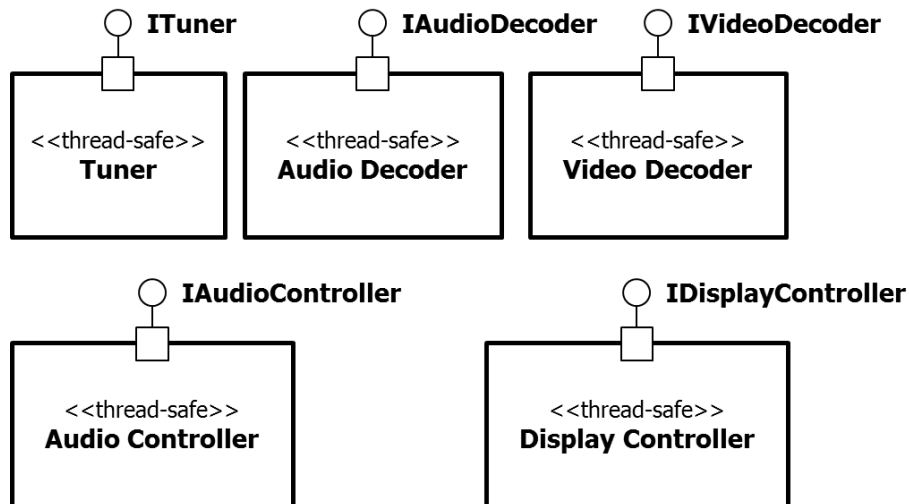 ITuner
IAudioDecoder
IVideoDecoder
<<thread-safe>>
Tuner
<<thread-safe>>
Audio Decoder
<<thread-safe>>
Video Decoder
IAudioController
IDisplayController
<<thread-safe>>
Audio Controller
<<thread-safe>>
Display Controller